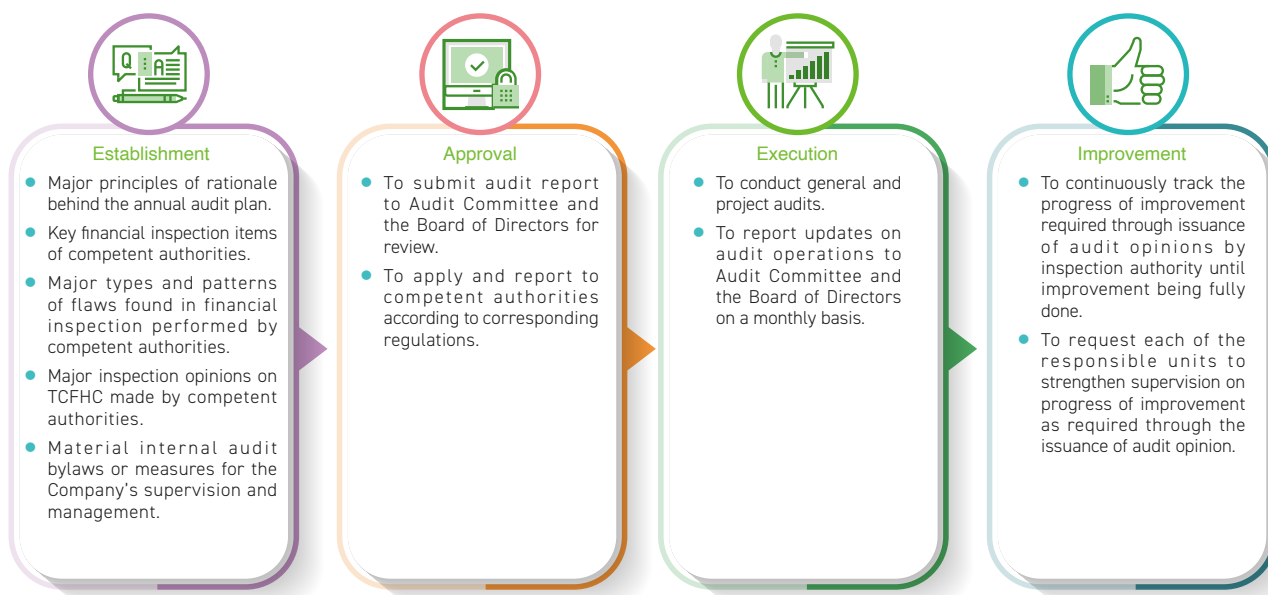 Q
A
Establishment
Major principles of rationale
behind the annual audit plan.
Key financial inspection items
of competent authorities.
Major types and patterns
of flaws found in financial
inspection performed by
competent authorities.
Major inspection opinions on
TCFHC made by competent
authorities.
Material internal audit
bylaws or measures for the
Company's supervision and
management.
Approval
To submit audit report
to Audit Committee and
the Board of Directors for
review.
To apply and report to
competent authorities
according to corresponding
regulations.
Execution
To conduct general and
project audits.
To report updates on
audit operations to
Audit Committee and
the Board of Directors
on a monthly basis.
Improvement
To continuously track the
progress of improvement
required through issuance
of audit opinions by
inspection authority until
improvement being fully
done.
To request each of the
responsible units to
strengthen supervision on
progress of improvement
as required through the
issuance of audit opinion.